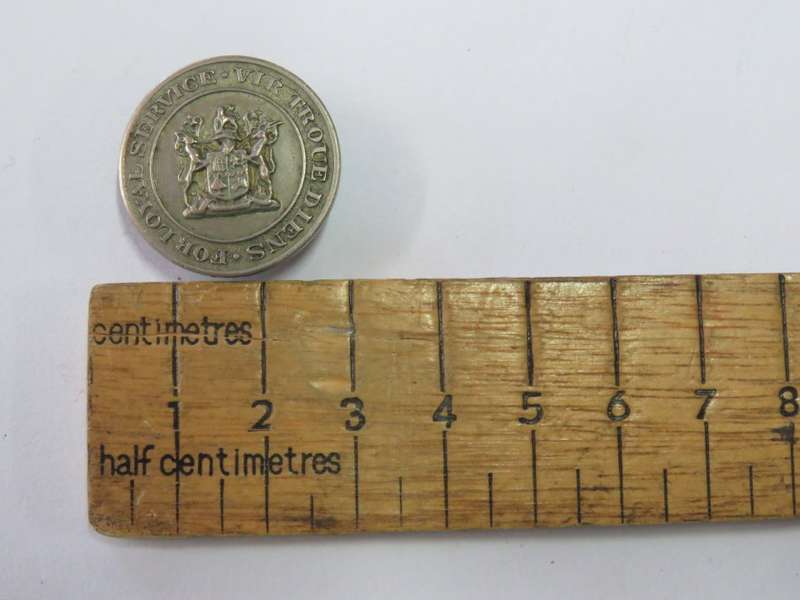 FOR LOYAL SERVICE · VIR TROUE DIENS ·
centimetres
1 2 3 4 5 6 7 8
half centimetres